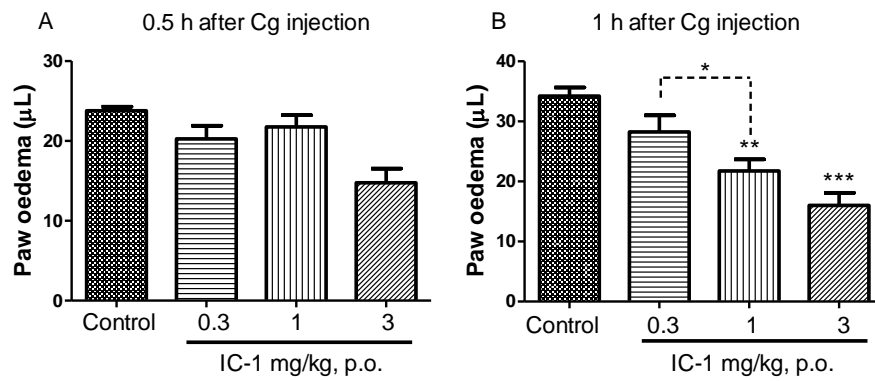 A
0.5 h after Cg injection
Paw oedema (µL)
30
20
10
0
Control
0.3
1
3
IC-1 mg/kg, p.o.
B
1 h after Cg injection
Paw oedema (µL)
40
30
20
10
0
*
**
***
Control
0.3
1
3
IC-1 mg/kg, p.o.